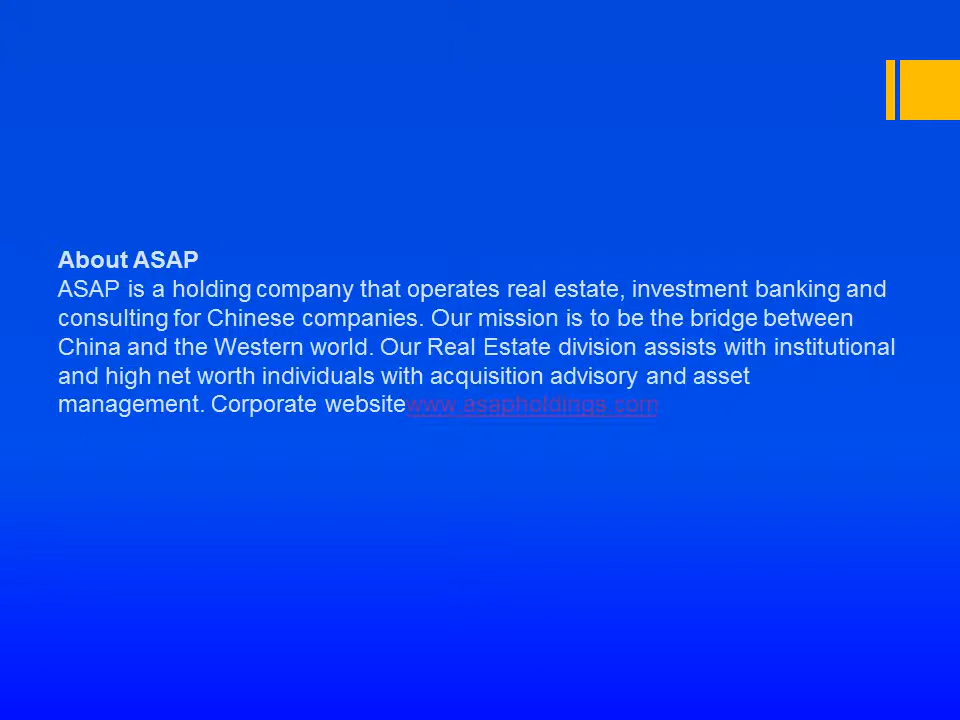 About ASAP
ASAP is a holding company that operates real estate, investment banking and
consulting for Chinese companies. Our mission is to be the bridge between
China and the Western world. Our Real Estate division assists with institutional
and high net worth individuals with acquisition advisory and asset
management. Corporate websitewww.asapholdings.com